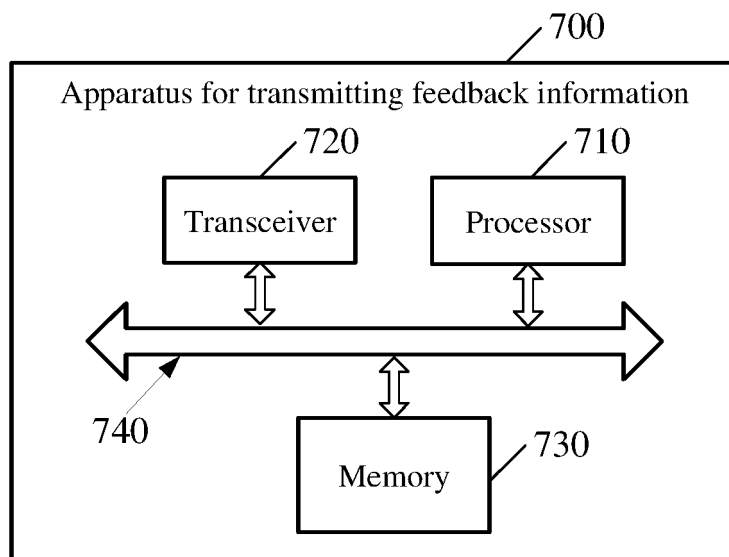 700
Apparatus for transmitting feedback information
720
710
Transceiver
Processor
740
730
Memory